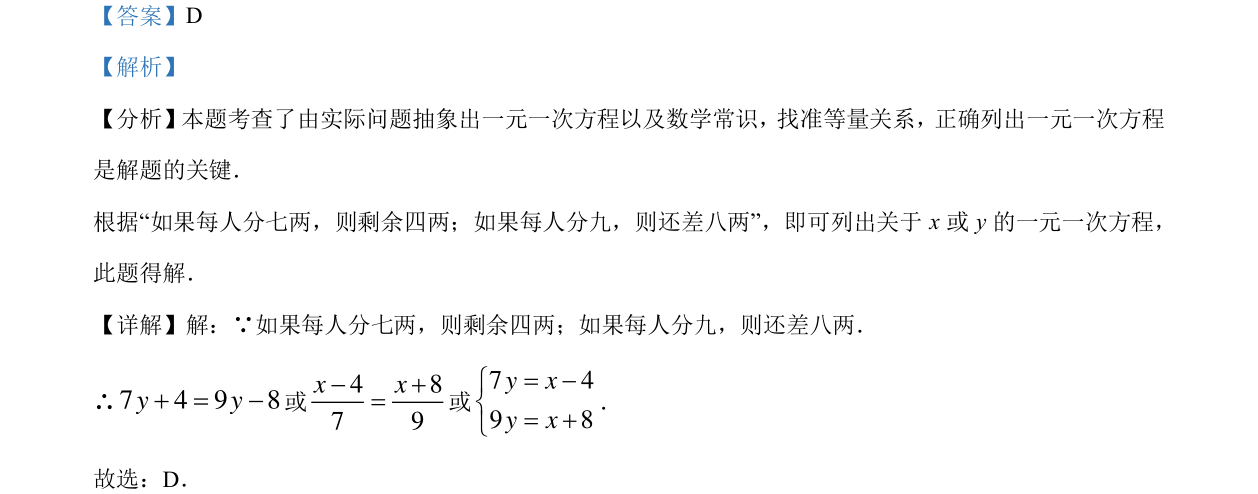 【答案】D
【解析】
【分析】本题考查了由实际问题抽象出一元一次方程以及数学常识，找准等量关系，正确列出一元一次方程
是解题的关键．
根据“如果每人分七两，则剩余四两；如果每人分九，则还差八两”，即可列出关于 x 或 y 的一元一次方程，
此题得解．
【详解】解：∵如果每人分七两，则剩余四两；如果每人分九，则还差八两．
∴ 7y+4=9y−8 或 \frac{x−4}{7}=\frac{x+8}{9} 或 \begin{cases}7y=x−4\\9y=x+8\end{cases}．
故选：D．